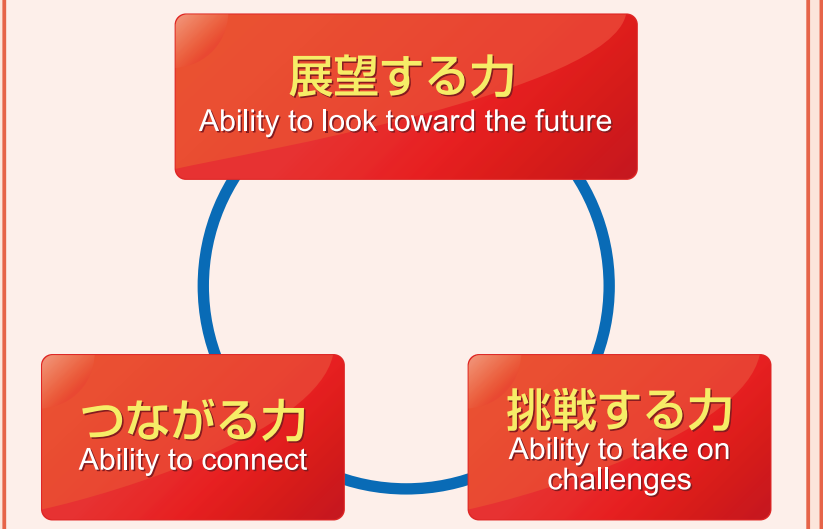 展望する力
Ability to look toward the future
つながる力
Ability to connect
挑戦する力
Ability to take on
challenges